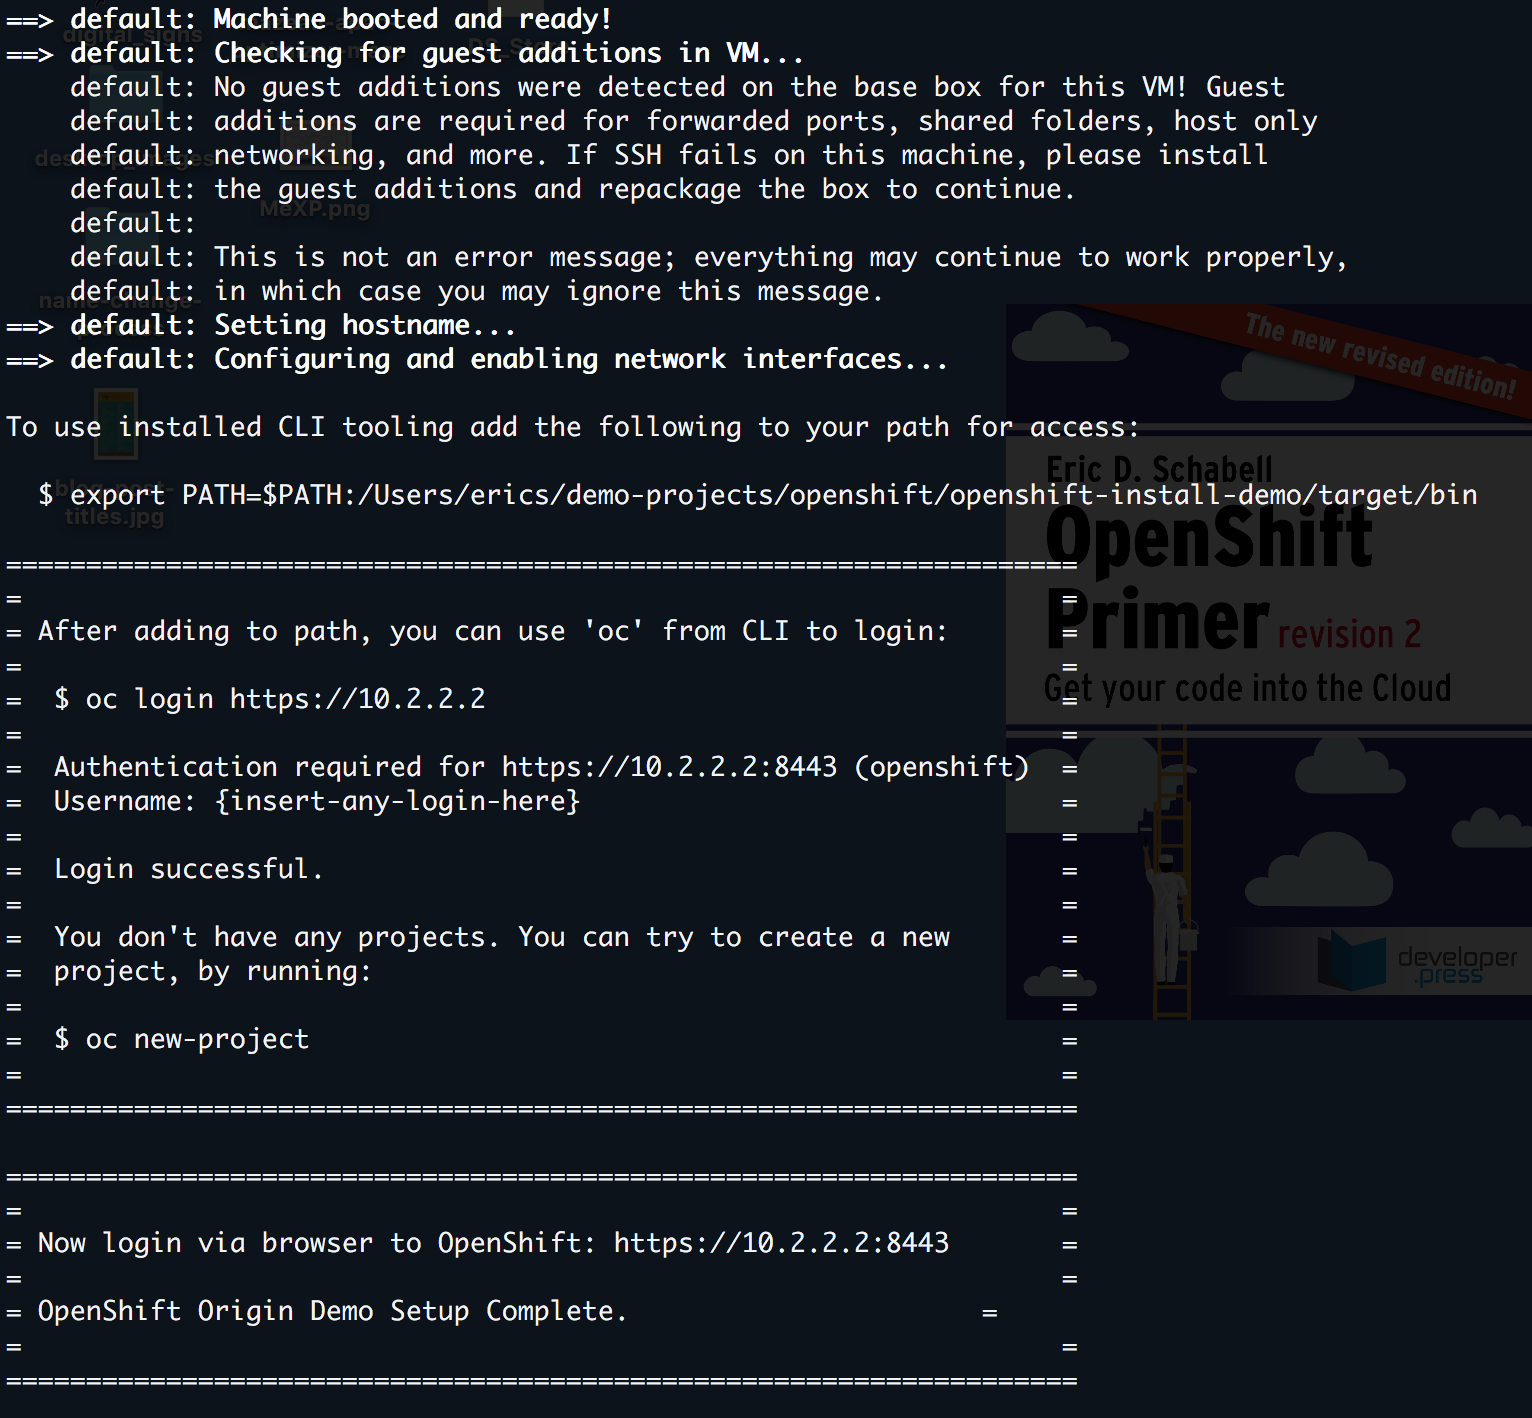 ==> default: Machine booted and ready!
==> default: Checking for guest additions in VM...
    default: No guest additions were detected on the base box for this VM! Guest
    default: additions are required for forwarded ports, shared folders, host only
    default: networking, and more. If SSH fails on this machine, please install
    default: the guest additions and repackage the box to continue.
    default:
    default: This is not an error message; everything may continue to work properly,
    default: in which case you may ignore this message.
==> default: Setting hostname...
==> default: Configuring and enabling network interfaces...
To use installed CLI tooling add the following to your path for access:
  $ export PATH=$PATH:/Users/erics/demo-projects/openshift/openshift-install-demo/target/bin
===================================================================
=                                                                 =
= After adding to path, you can use 'oc' from CLI to login:       =
=                                                                 =
=  $ oc login https://10.2.2.2                                    =
=                                                                 =
=  Authentication required for https://10.2.2.2:8443 (openshift)  =
=  Username: {insert-any-login-here}                              =
=                                                                 =
=  Login successful.                                              =
=                                                                 =
=  You don't have any projects. You can try to create a new       =
=  project, by running:                                           =
=                                                                 =
=  $ oc new-project                                               =
=                                                                 =
===================================================================
===================================================================
=                                                                 =
= Now login via browser to OpenShift: https://10.2.2.2:8443       =
=                                                                 =
= OpenShift Origin Demo Setup Complete.                      =
=                                                                 =
===================================================================
digital_signs
desktop_images
MeXP.png
name-change-
blog-post-
titles.jpg
The new revised edition!
Eric D. Schabell
OpenShift
Primer revision 2
Get your code into the Cloud
developer
.press